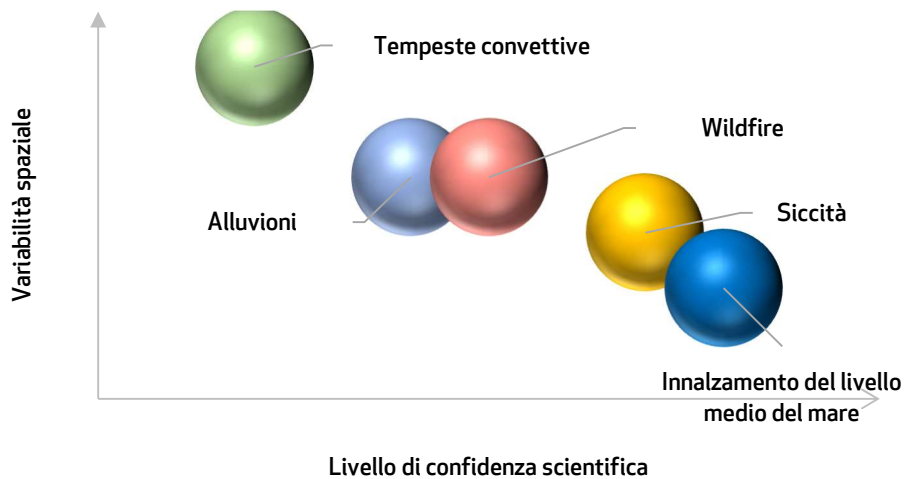 Tempeste convettive
Wildfire
Alluvioni
Siccità
Innalzamento del livello
medio del mare
Variabilità spaziale
Livello di confidenza scientifica